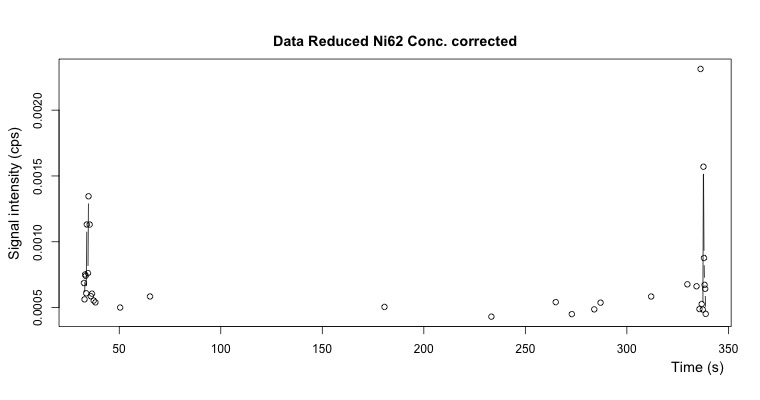 Data Reduced Ni62 Conc. corrected
Signal intensity (cps)
0.0020
0.0015
0.0010
0.0005
50 100 150 200 250 300 350
Time (s)